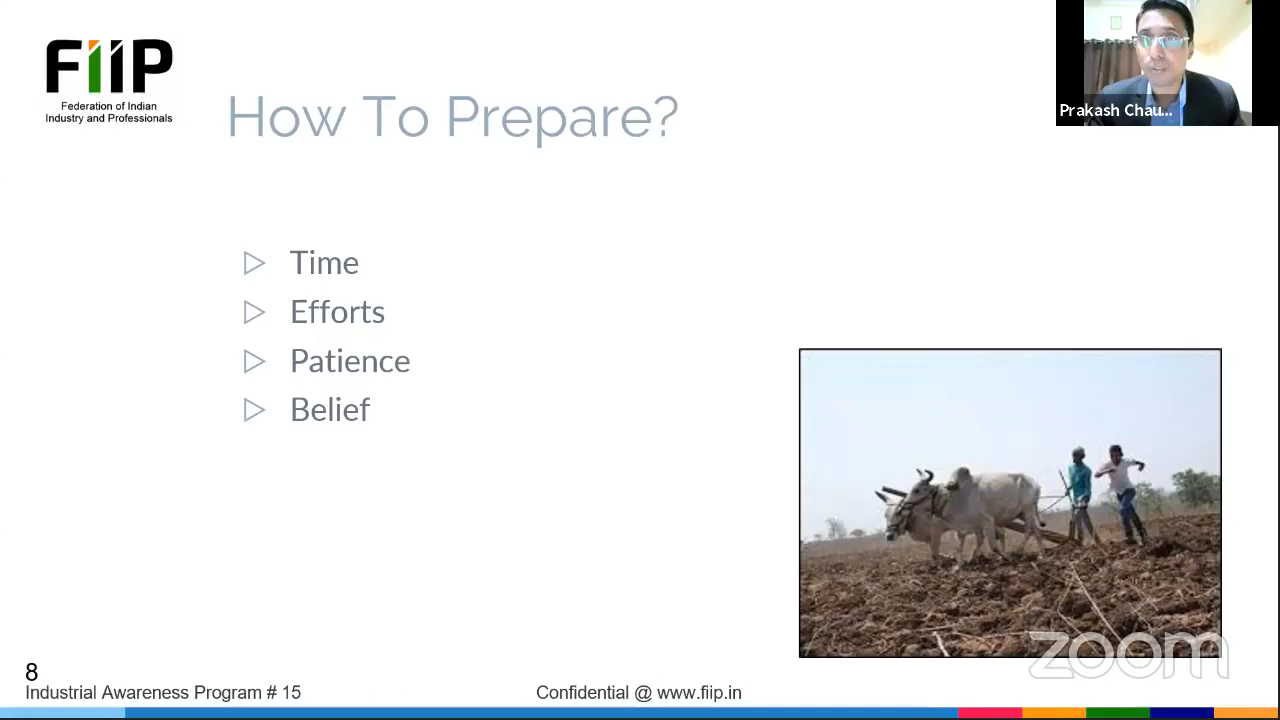 FiiP
Federation of Indian
Industry and Professionals
How To Prepare?
Prakash Chau...
Time
Efforts
Patience
Belief
zoom
8
Industrial Awareness Program # 15
Confidential @ www.fiip.in